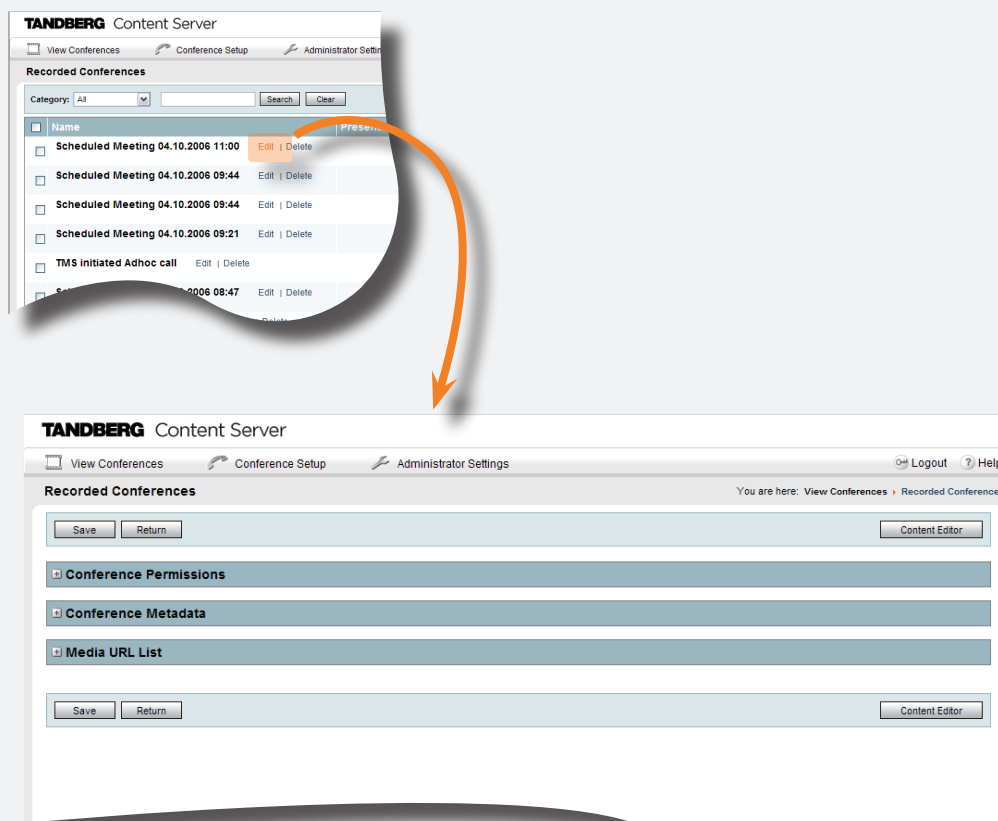 TANDBERG Content Server
View Conferences Conference Setup Administrator
Recorded Conferences
Category: All Search Clear
Name
Scheduled Meeting 04.10.2006 11:00 Edit | Delete
Scheduled Meeting 04.10.2006 09:44 Edit | Delete
Scheduled Meeting 04.10.2006 09:44 Edit | Delete
Scheduled Meeting 04.10.2006 09:21 Edit | Delete
TMS initiated Adhoc call Edit | Delete
2006 08:47 Edit | Delete
Delete
TANDBERG Content Server
View Conferences Conference Setup Administrator Settings Logout ? Help
Recorded Conferences You are here: View Conferences › Recorded Conference
Save Return Content Editor
Conference Permissions
Conference Metadata
Media URL List
Save Return Content Editor